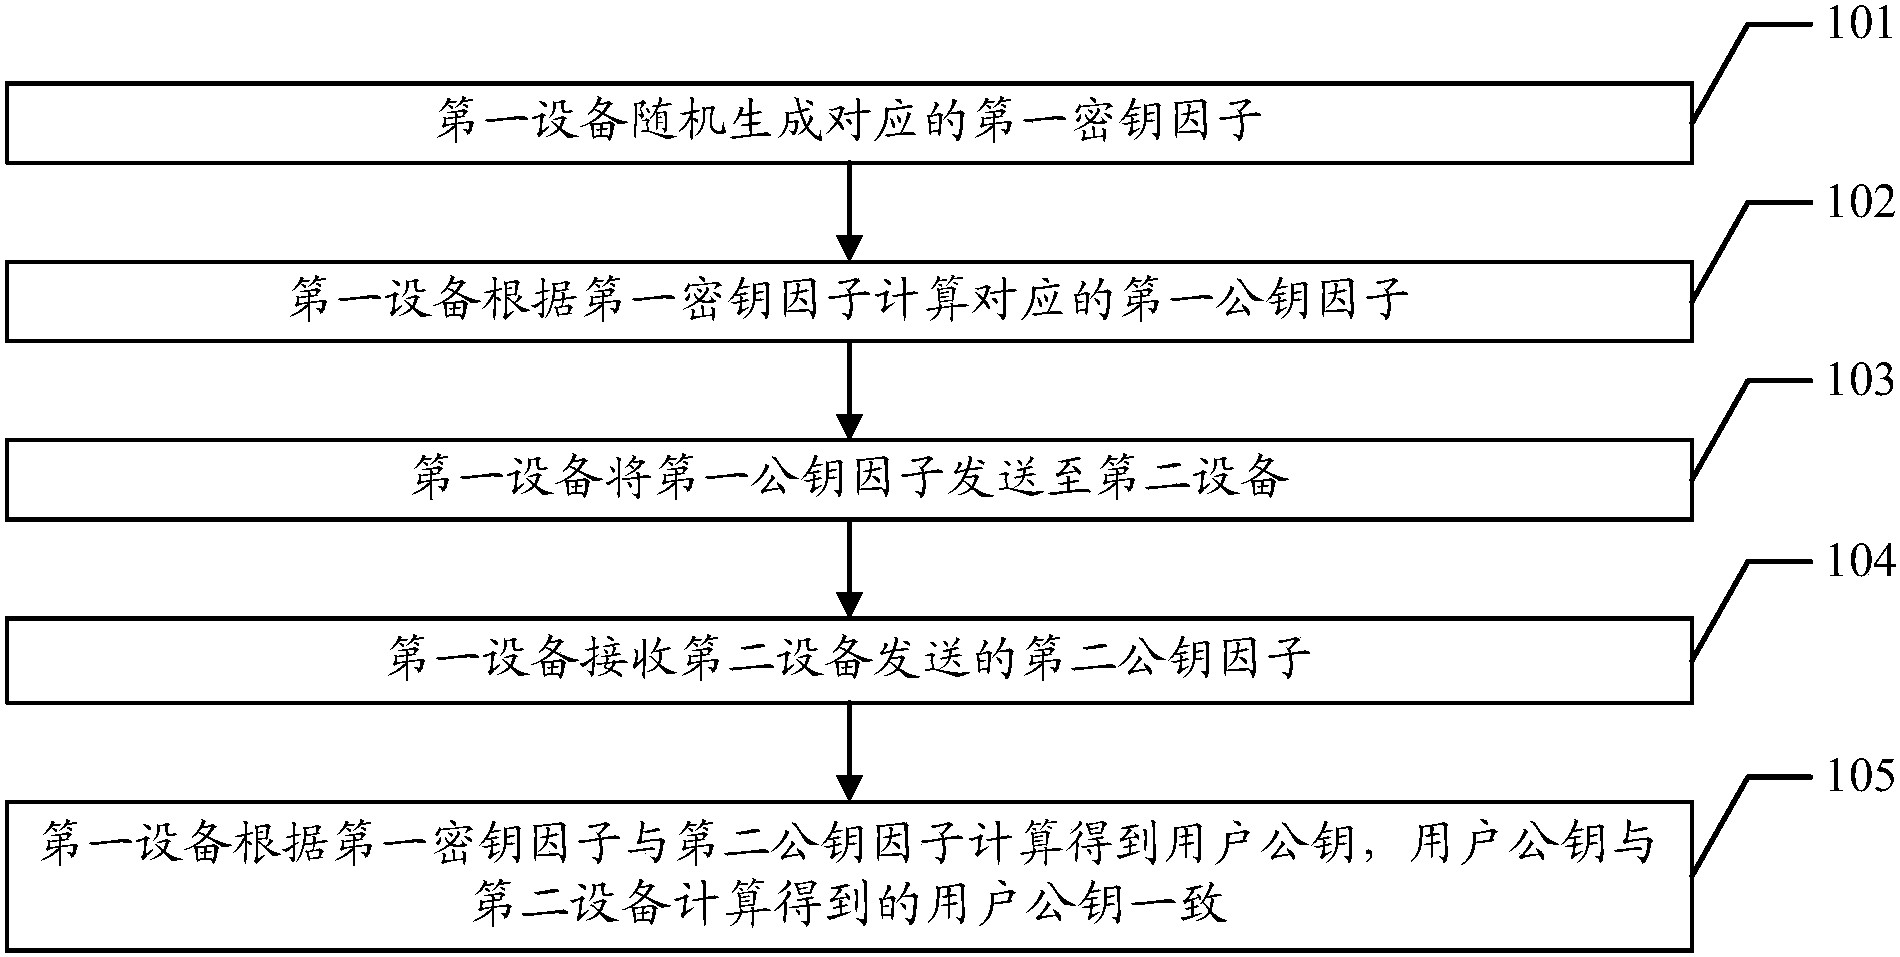 101
第一设备随机生成对应的第一密钥因子
102
第一设备根据第一密钥因子计算对应的第一公钥因子
103
第一设备将第一公钥因子发送至第二设备
104
第一设备接收第二设备发送的第二公钥因子
105
第一设备根据第一密钥因子与第二公钥因子计算得到用户公钥，用户公钥与
第二设备计算得到的用户公钥一致